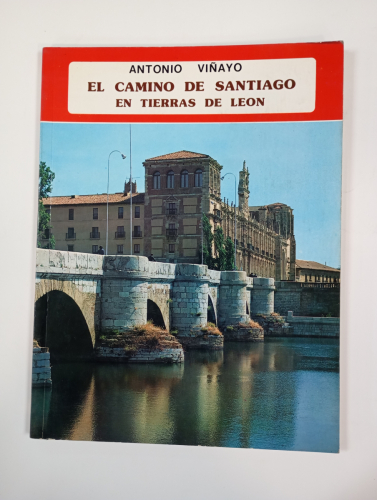 ANTONIO VIÑAYO
EL CAMINO DE SANTIAGO
EN TIERRAS DE LEON